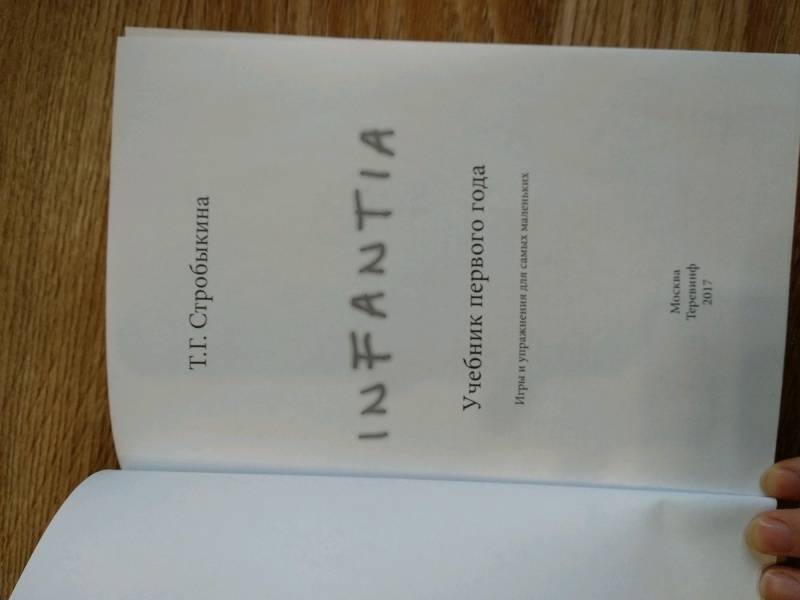 Т.Г. Стробыкина
INFANTIA
Учебник первого года
Игры и упражнения для самых маленьких
Москва
Теревинф
2017